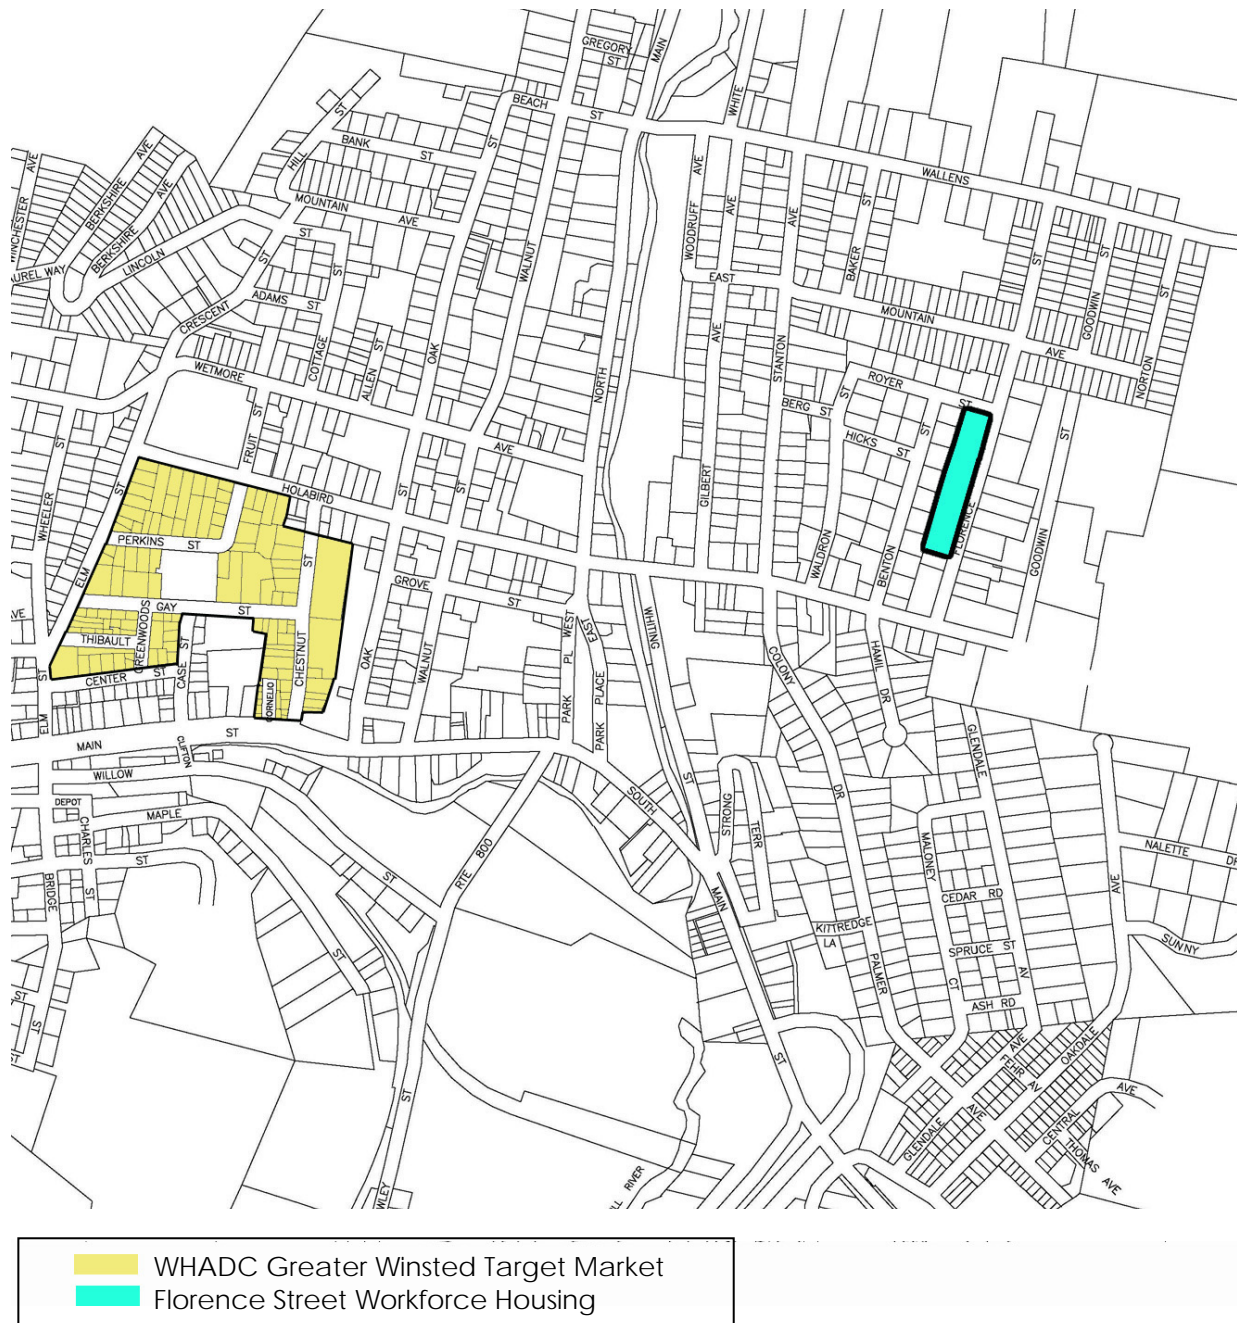 GREGORY
ST
MAIN
BEACH
ST
WHITE
HILL
ST
BANK
ST
ST
AVE
AVE
WINCHESTER
BERKSHIRE
AVE
BERKSHIRE
LINCOLN
MOUNTAIN
AVE
WALNUT
WOODRUFF
AVE
AVE
AVE
BAKER
ST
WALLENS
ST
ST
ST
ADAMS
ST
CRESCENT
EAST
MOUNTAIN
AVE
ST
GOODWIN
ST
ST
NORTON
WETMORE
COTTAGE
ALLEN
ST
OAK
NORTH
AVE
STANTON
ROYER
ST
BERG ST
ST
HICKS
ST
ST
WHEELER
ST
ST
FRUIT
ST
HOLABIRD
ST
ST
AVE
GILBERT
WALDRON
BENTON
FLORENCE
GOODWIN
ST
PERKINS
ST
ST
ELM
AVE
GAY
ST
GREENWOODS
THIBAULT
CENTER
ST
CASE
ST
CORNELIO
CHESTNUT
OAK
GROVE
ST
WALNUT
PARK PL WEST
EAST
PARK PLACE
WHITING
ST
COLONY
DR
HAMIL
DR
GLENDALE
ELM
ST
MAIN
ST
CLIFTON
WILLOW
DEPOT
MAPLE
CHARLES
ST
ST
BRIDGE
ST
ST
RTE 800
SOUTH
STRONG
TERR
MALONEY
CEDAR RD
NALETTE DR
AVE
SUNNY
MAIN
KITTREDGE
LA
PALMER
SPRUCE ST
CT
AV
ASH RD
ST
ST
ST
ST
ST
ST
AVE
FEHR AV
OAKDALE
AVE
GLENDALE
AVE
CENTRAL
THOMAS AVE
RIVER
WHADC Greater Winsted Target Market
Florence Street Workforce Housing